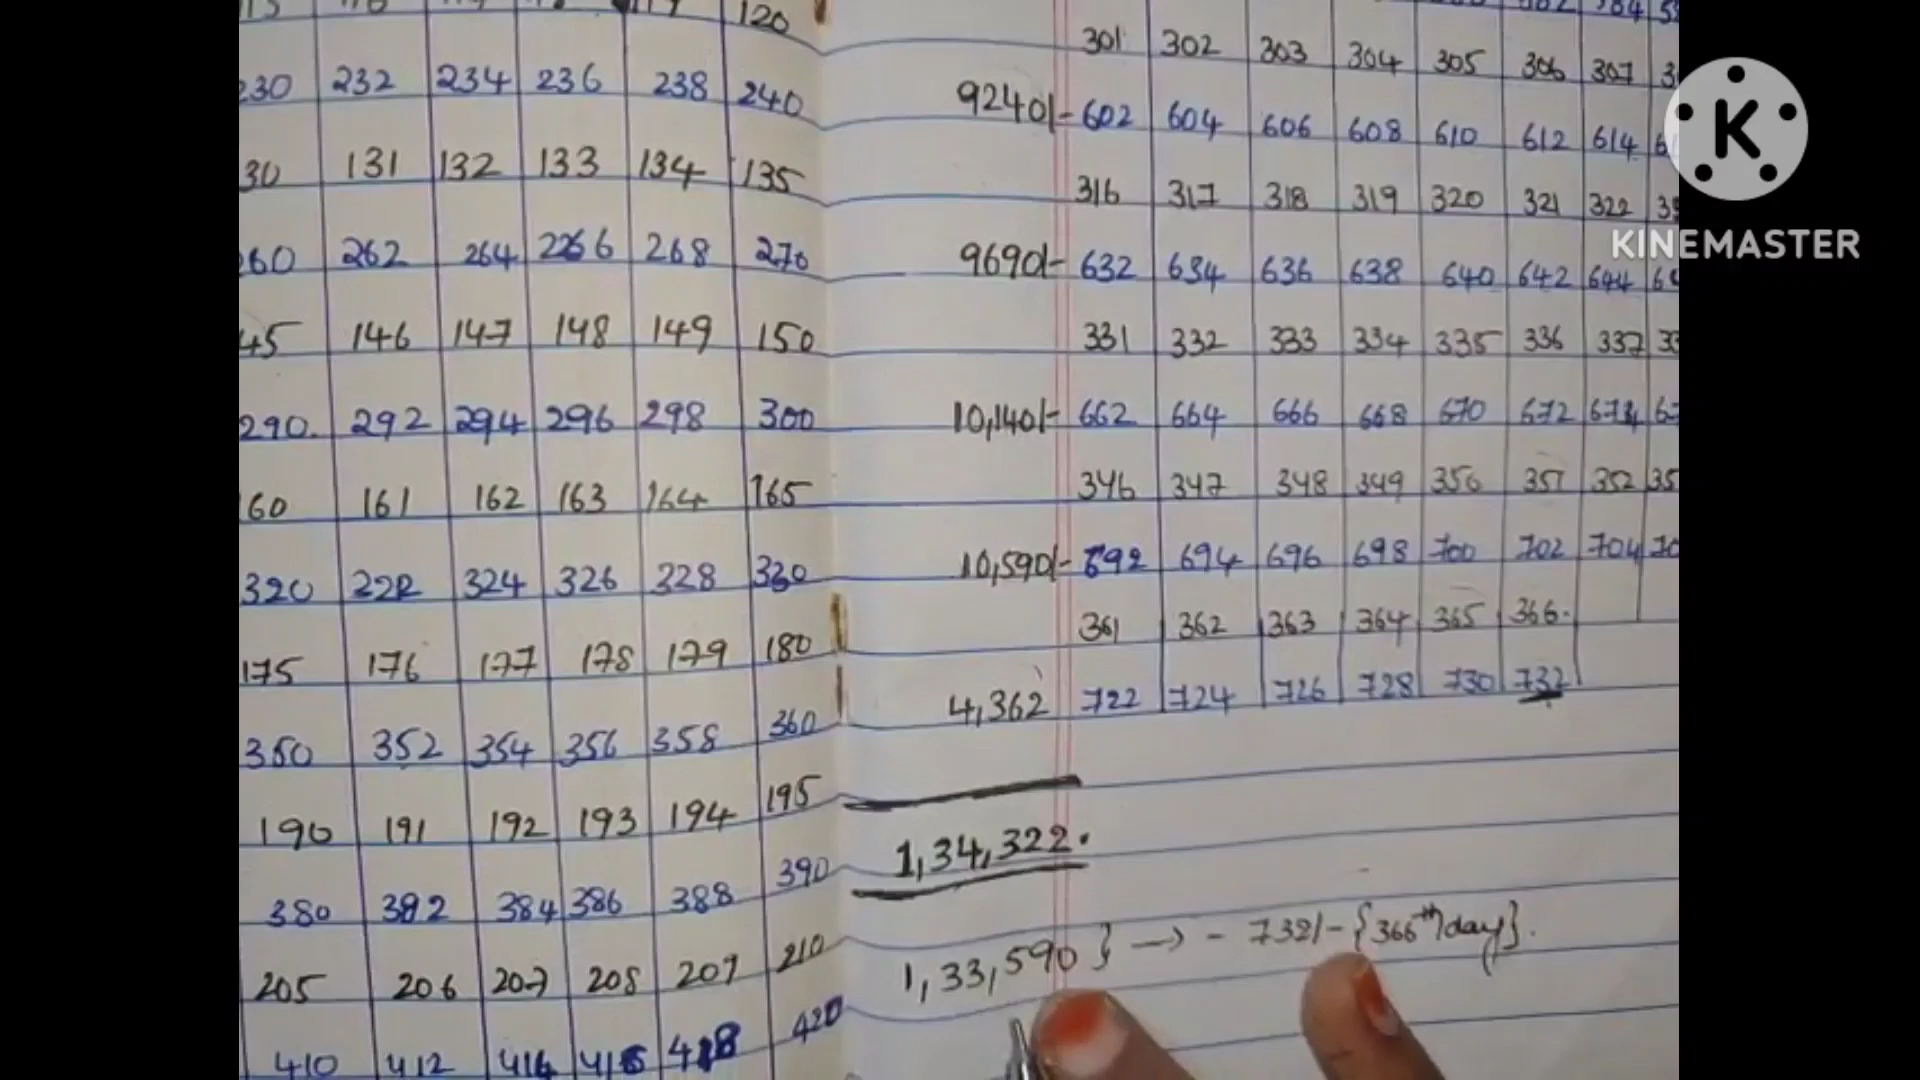 120
230 232 234 236 238 240
30 131 132 133 134 135
260 262 264 2266 268 270
45 146 147 148 149 150
290. 292 294 296 298 300
60 161 162 163 164 165
320 222 324 326 328 330
175 176 177 178 179 180
350 352 354 356 358 360
190 191 192 193 194 195
380 382 384 386 388 390
205 206 207 208 209 210
410 412 414 416 418 420
301 302 303 304 305 306 307
9240/- 602 604 606 608 610 612 614
316 317 318 319 320 321 322
9690/- 632 634 636 638 640 642 644
331 332 333 334 335 336 337
10,140/- 662 664 666 668 670 672 674
346 347 348 349 350 351 352 35
10,590/- 692 694 696 698 700 702 704 70
361 362 363 364 365 366.
4,362 722 724 726 728 730 732
1,34,322.
1,33,590 } → - 732/- {366th day}.
K
KINEMASTER